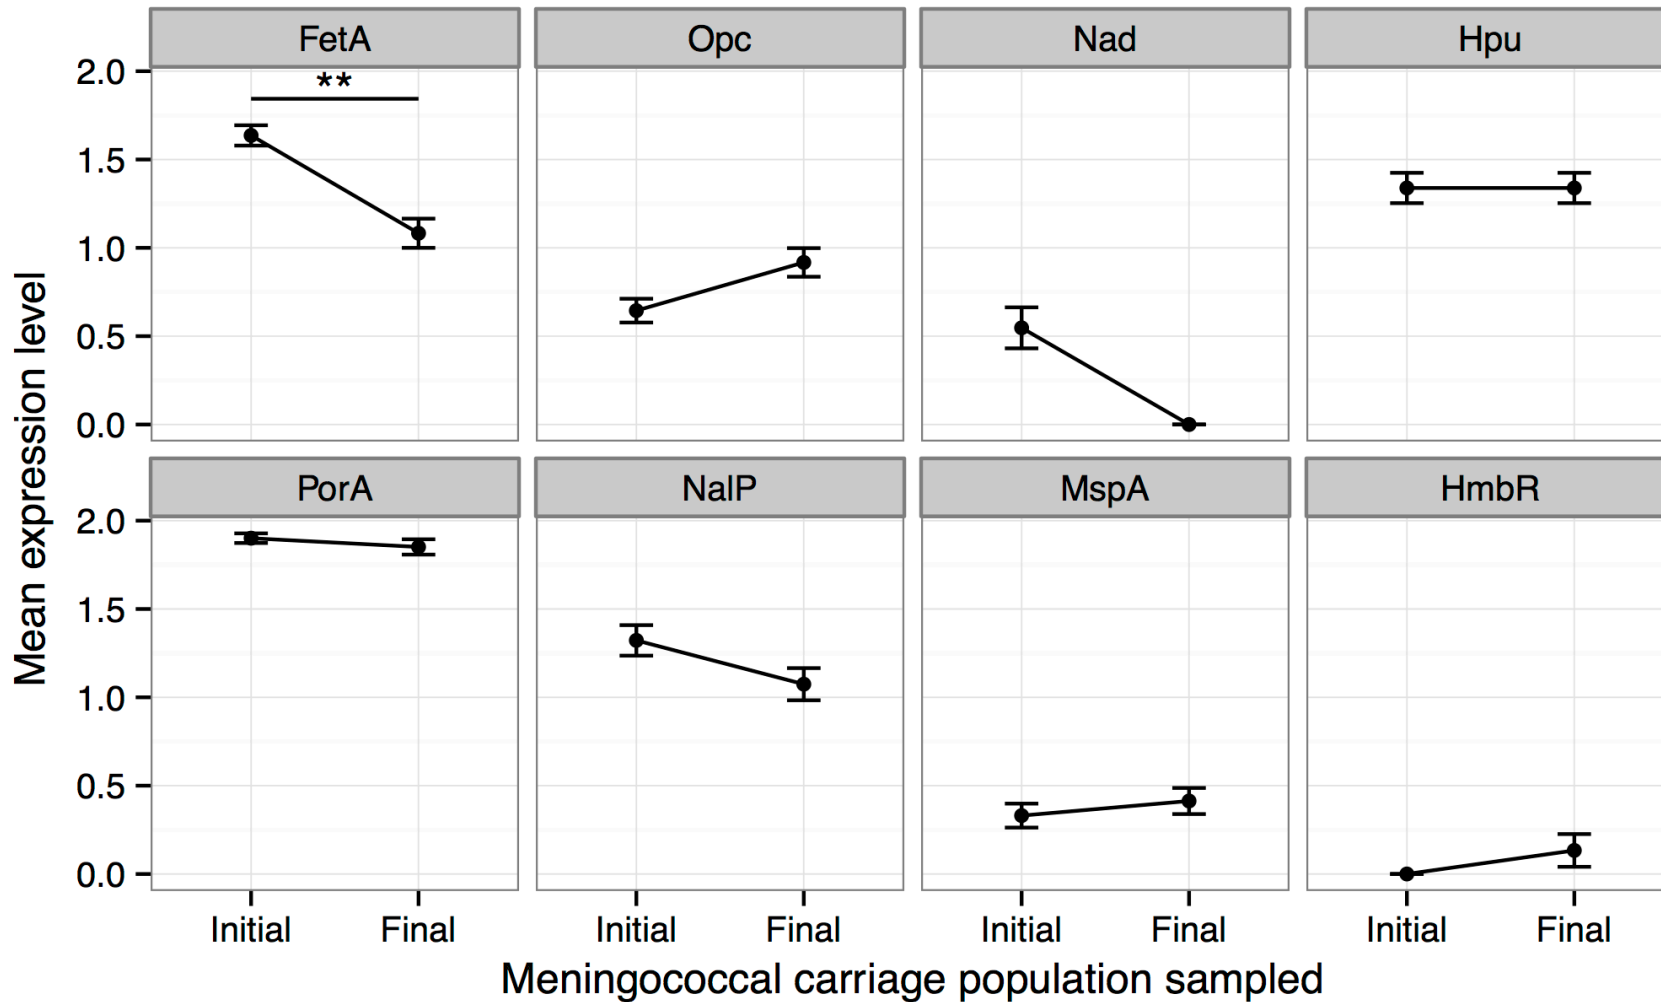 FetA Opc Nad Hpu
**
2.0
1.5
1.0
0.5
0.0
PorA NalP MspA HmbR
2.0
1.5
1.0
0.5
0.0
Mean expression level
Initial Final Initial Final Initial Final Initial Final
Meningococcal carriage population sampled